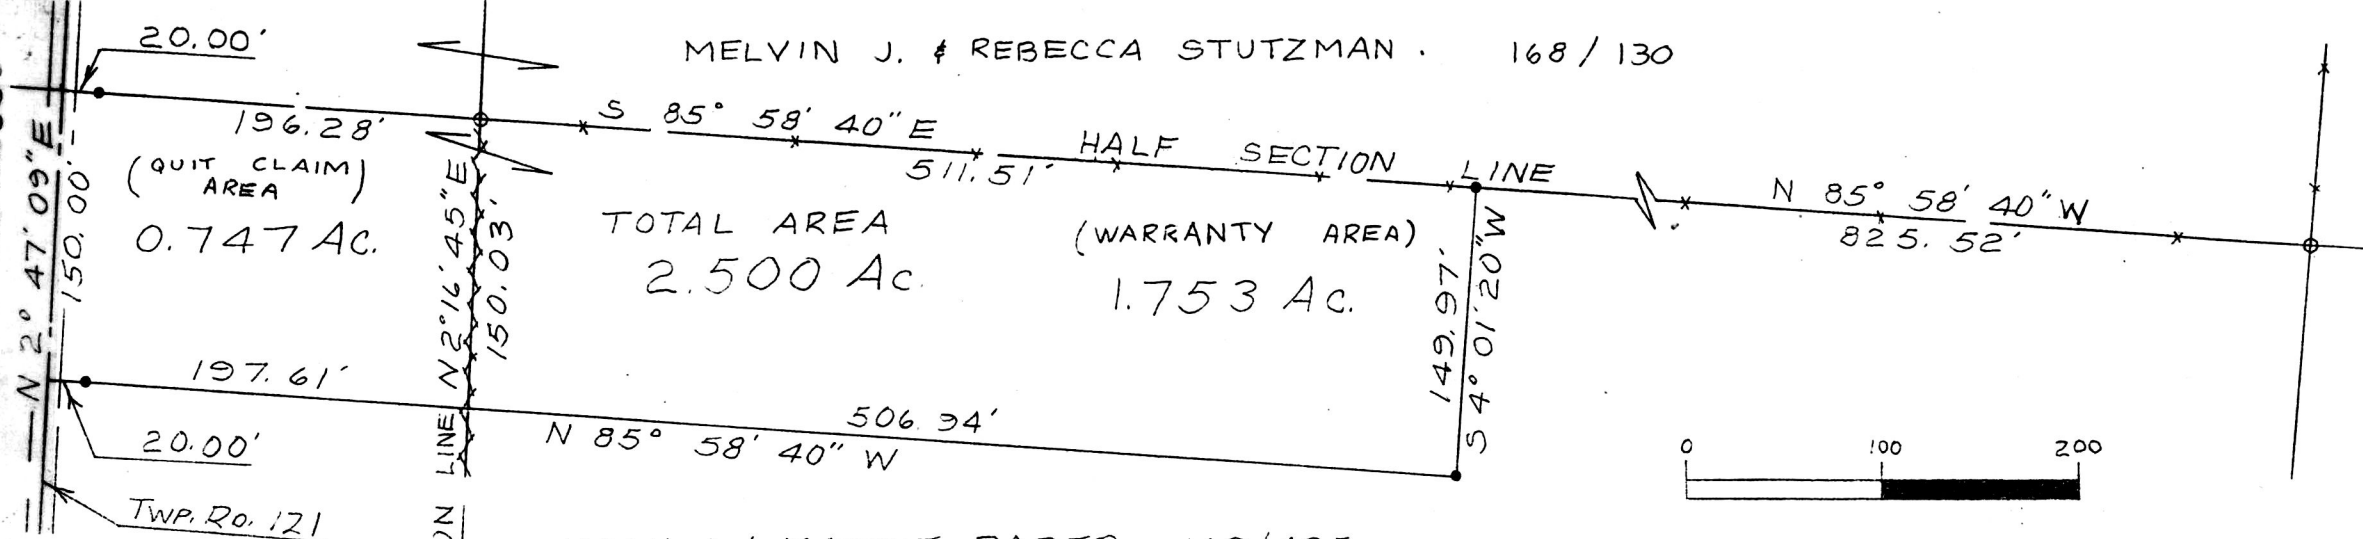 20.00'
MELVIN J. & REBECCA STUTZMAN . 168 / 130
196.28'
S 85° 58' 40" E
511.51'
HALF SECTION LINE
N 85° 58' 40" W
825.52'
(QUIT CLAIM)
AREA
0.747 Ac.
N 2° 47' 09" E
150.00'
N 2° 16' 45" E
150.03'
TOTAL AREA
2.500 Ac.
(WARRANTY AREA)
1.753 Ac.
149.97'
S 4° 01' 20" W
197.61'
506.94'
N 85° 58' 40" W
20.00'
LINE
TWP. RD. 121
0 100 200